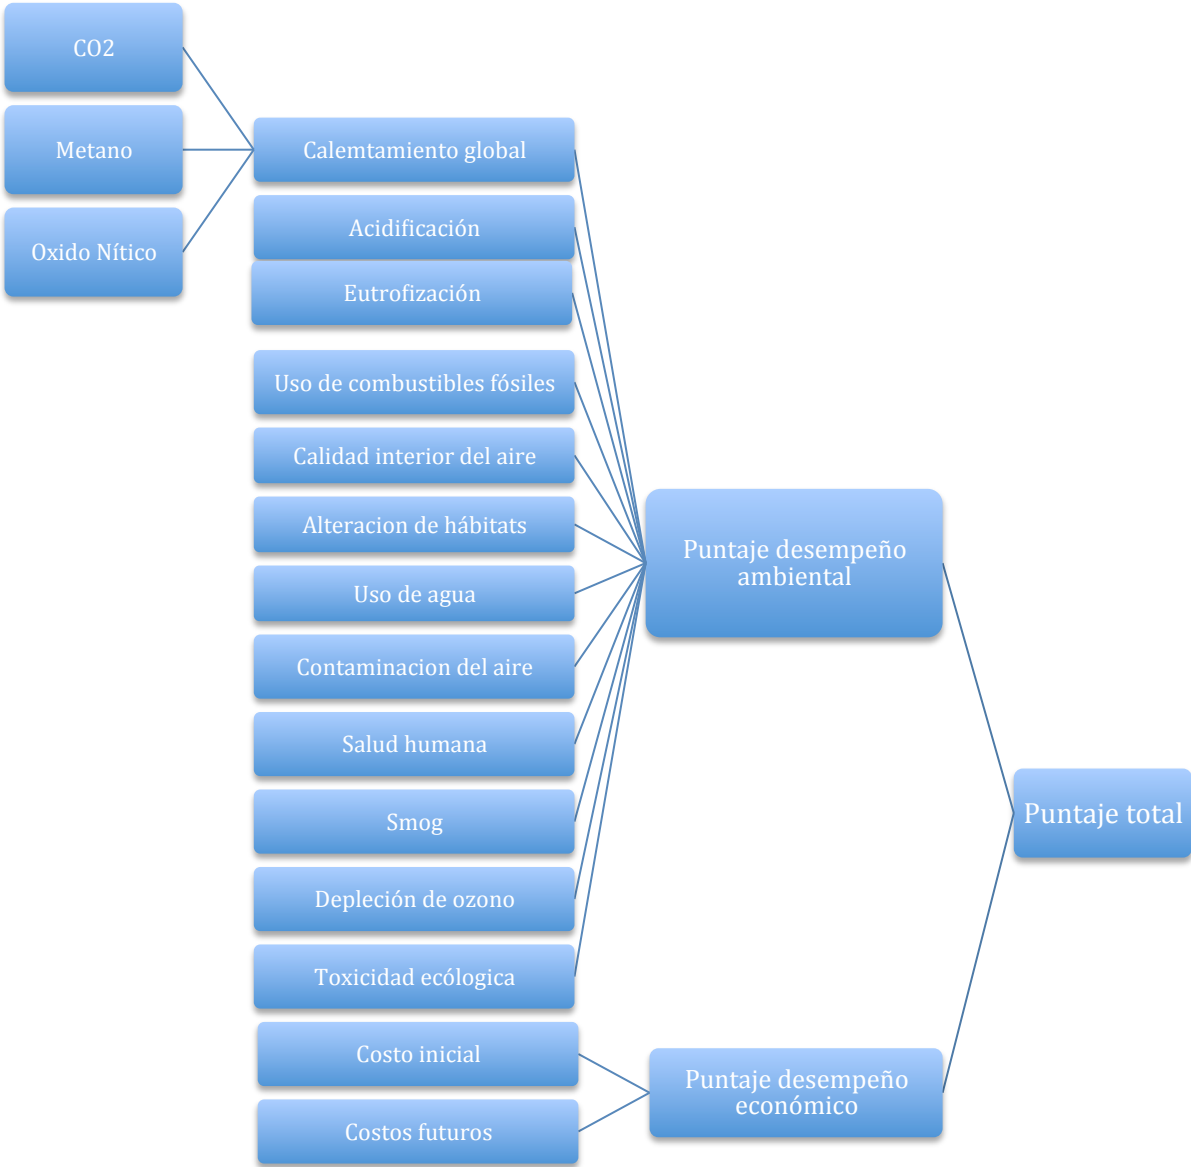 CO2
Metano
Oxido Nítico
Calemtamiento global
Acidificación
Eutrofización
Uso de combustibles fósiles
Calidad interior del aire
Alteracion de hábitats
Uso de agua
Contaminacion del aire
Salud humana
Smog
Depleción de ozono
Toxicidad ecólogica
Costo inicial
Costos futuros
Puntaje desempeño
ambiental
Puntaje desempeño
económico
Puntaje total